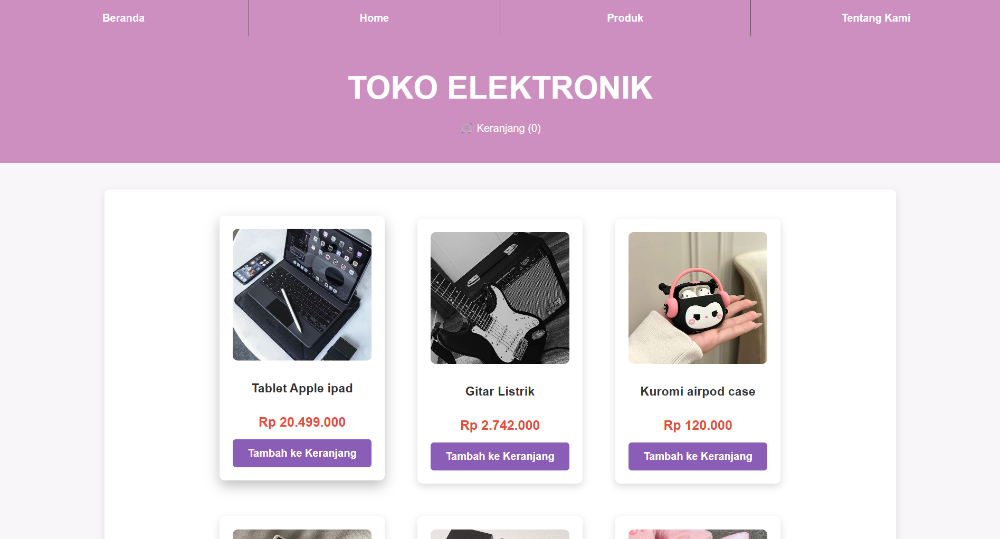 Beranda
Home
Produk
Tentang Kami
TOKO ELEKTRONIK
🛒 Keranjang (0)
Tablet Apple ipad
Rp 20.499.000
Tambah ke Keranjang
Gitar Listrik
Rp 2.742.000
Tambah ke Keranjang
Kuromi airpod case
Rp 120.000
Tambah ke Keranjang